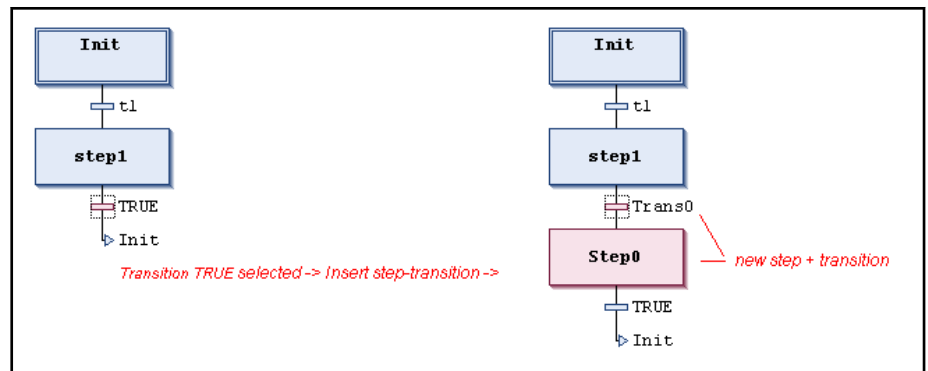 Init
t1
step1
TRUE
Init
Transition TRUE selected -> Insert step-transition ->
Init
t1
step1
Trans0
Step0
new step + transition
TRUE
Init